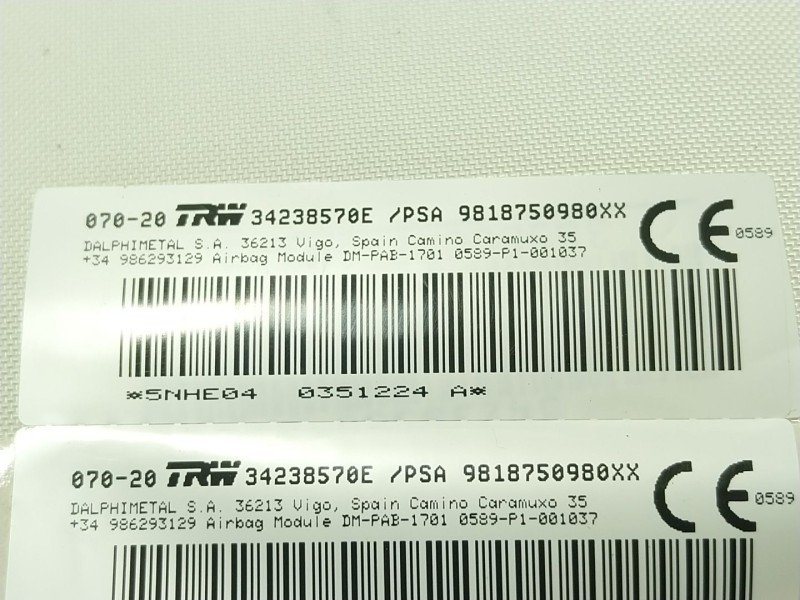 070-20 TRW 34238570E /PSA 9818750980XX CE 0589
DALPHIMETAL S.A. 36213 Vigo, Spain Camino Caramuxo 35
+34 986293129 Airbag Module DM-PAB-1701 0589-P1-001037
*5NHE04 0351224 A*
070-20 TRW 34238570E /PSA 9818750980XX CE 0589
DALPHIMETAL S.A. 36213 Vigo, Spain Camino Caramuxo 35
+34 986293129 Airbag Module DM-PAB-1701 0589-P1-001037